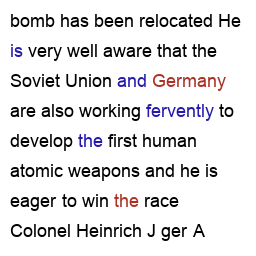 bomb has been relocated He
is very well aware that the
Soviet Union and Germany
are also working fervently to
develop the first human
atomic weapons and he is
eager to win the race
Colonel Heinrich J ger A